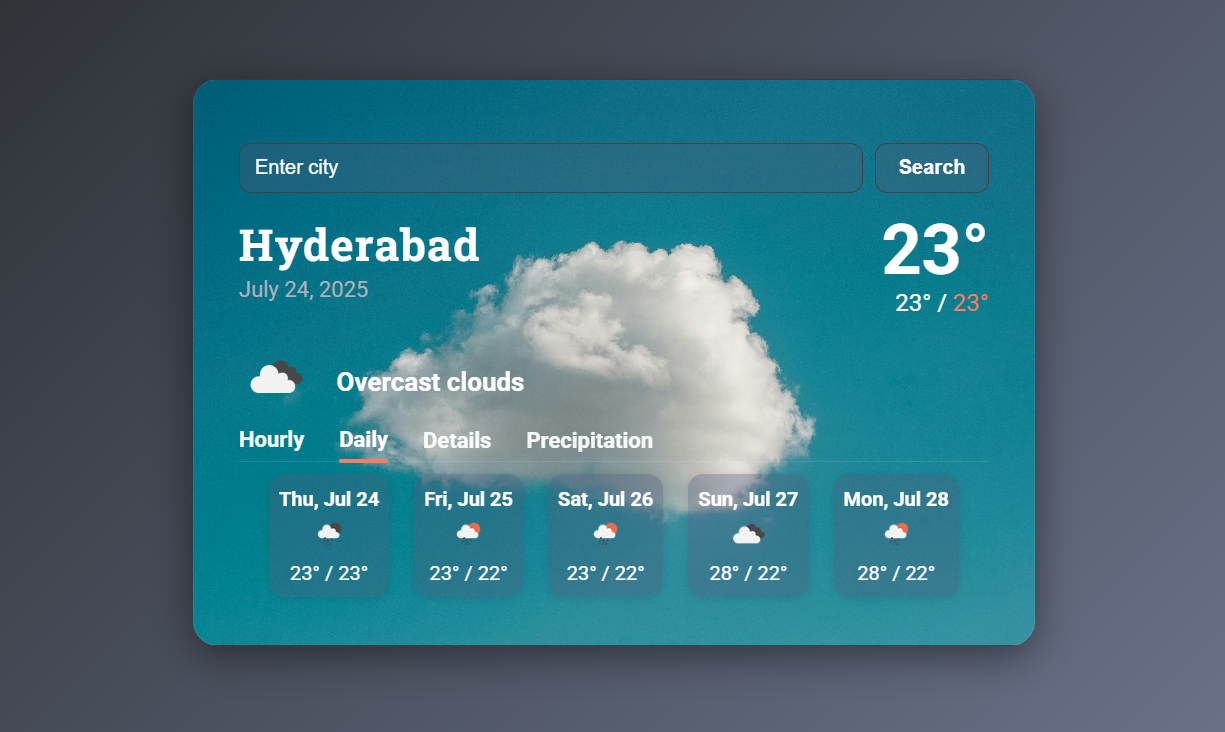 Enter city
Search
Hyderabad
23°
July 24, 2025
23° / 23°
Overcast clouds
Hourly Daily Details Precipitation
Thu, Jul 24 Fri, Jul 25 Sat, Jul 26 Sun, Jul 27 Mon, Jul 28
23° / 23° 23° / 22° 23° / 22° 28° / 22° 28° / 22°